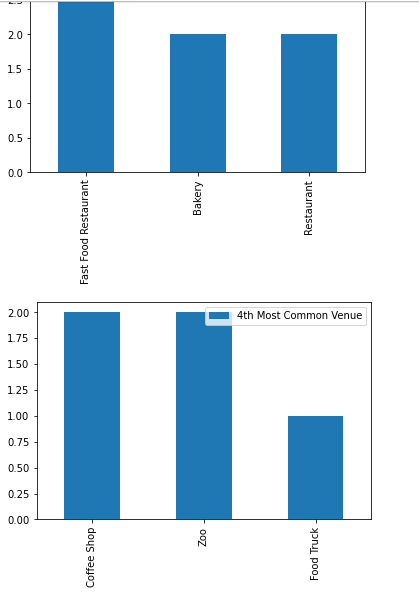 2.5
2.0
1.5
1.0
0.5
0.0
Fast Food Restaurant
Bakery
Restaurant
4th Most Common Venue
2.00
1.75
1.50
1.25
1.00
0.75
0.50
0.25
0.00
Coffee Shop
Zoo
Food Truck